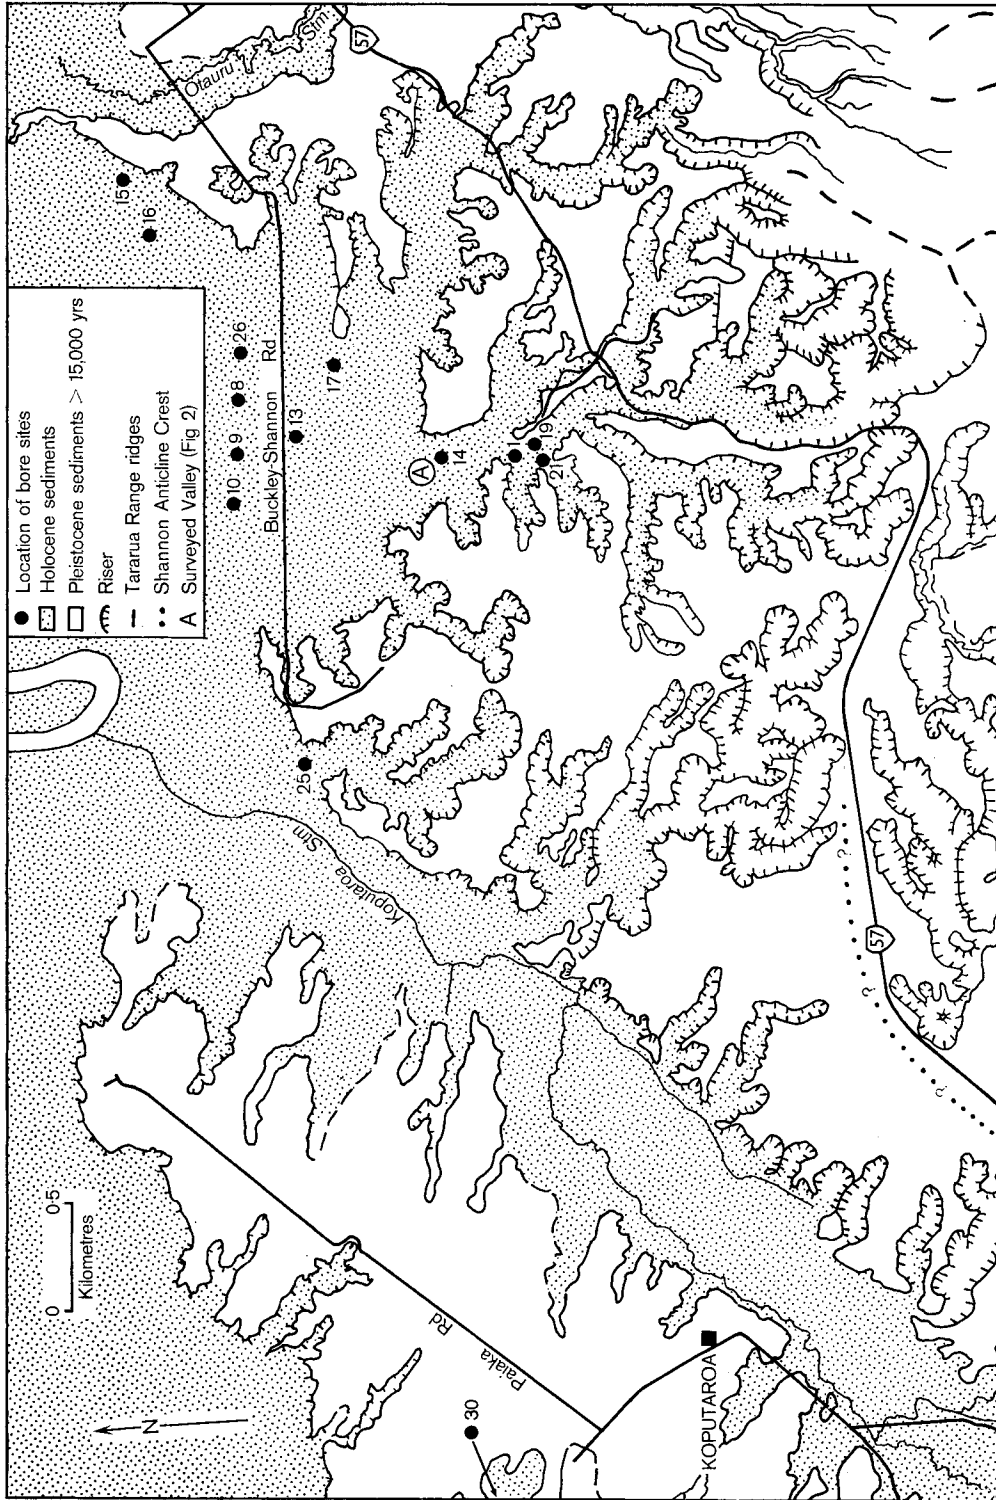 ● Location of bore sites
Holocene sediments
Pleistocene sediments > 15,000 yrs
Riser
Tararua Range ridges
Shannon Anticline Crest
A Surveyed Valley (Fig 2)
0 0·5
Kilometres
N
Otauru Stm
57
15
16
10
9
8
26
Buckley-Shannon Rd
13
17
A
14
11
19
21
25
Koputaroa Stm
Paiaka Rd
30
KOPUTAROA
57
?
?
?